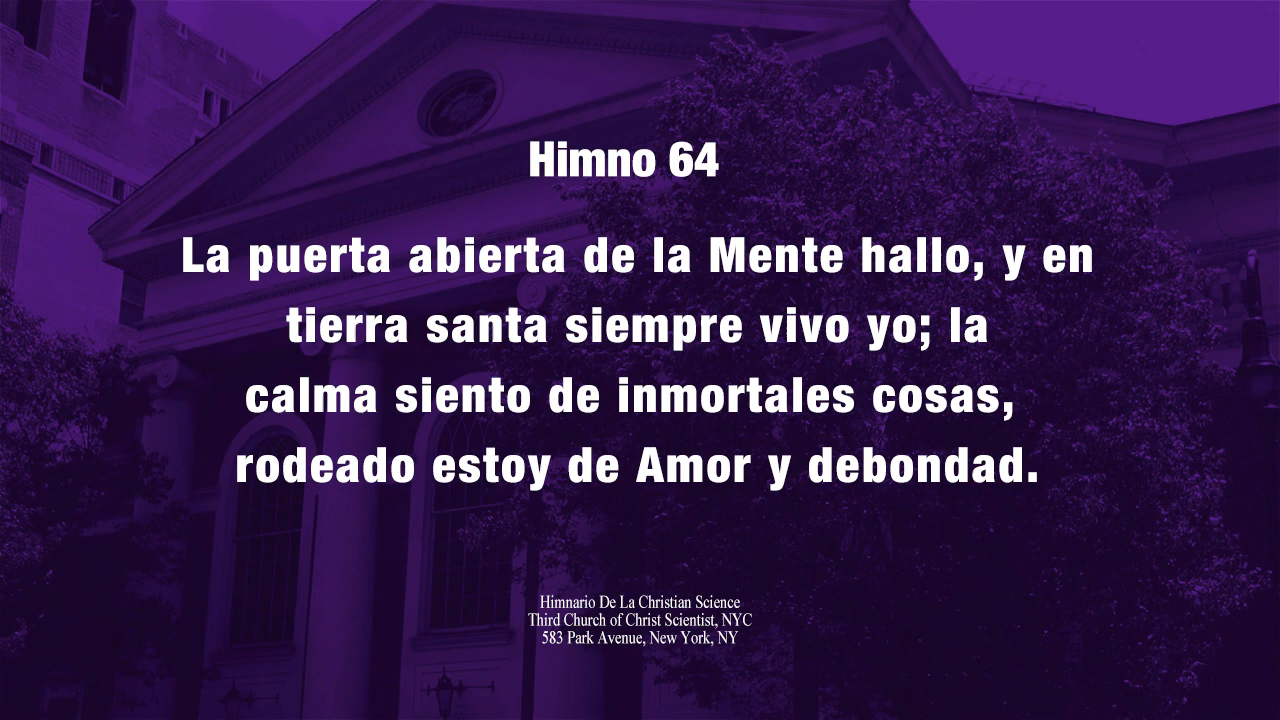 Himno 64
La puerta abierta de la Mente hallo, y en
tierra santa siempre vivo yo; la
calma siento de inmortales cosas,
rodeado estoy de Amor y debondad.
Himnario De La Christian Science
Third Church of Christ Scientist, NYC
583 Park Avenue, New York, NY